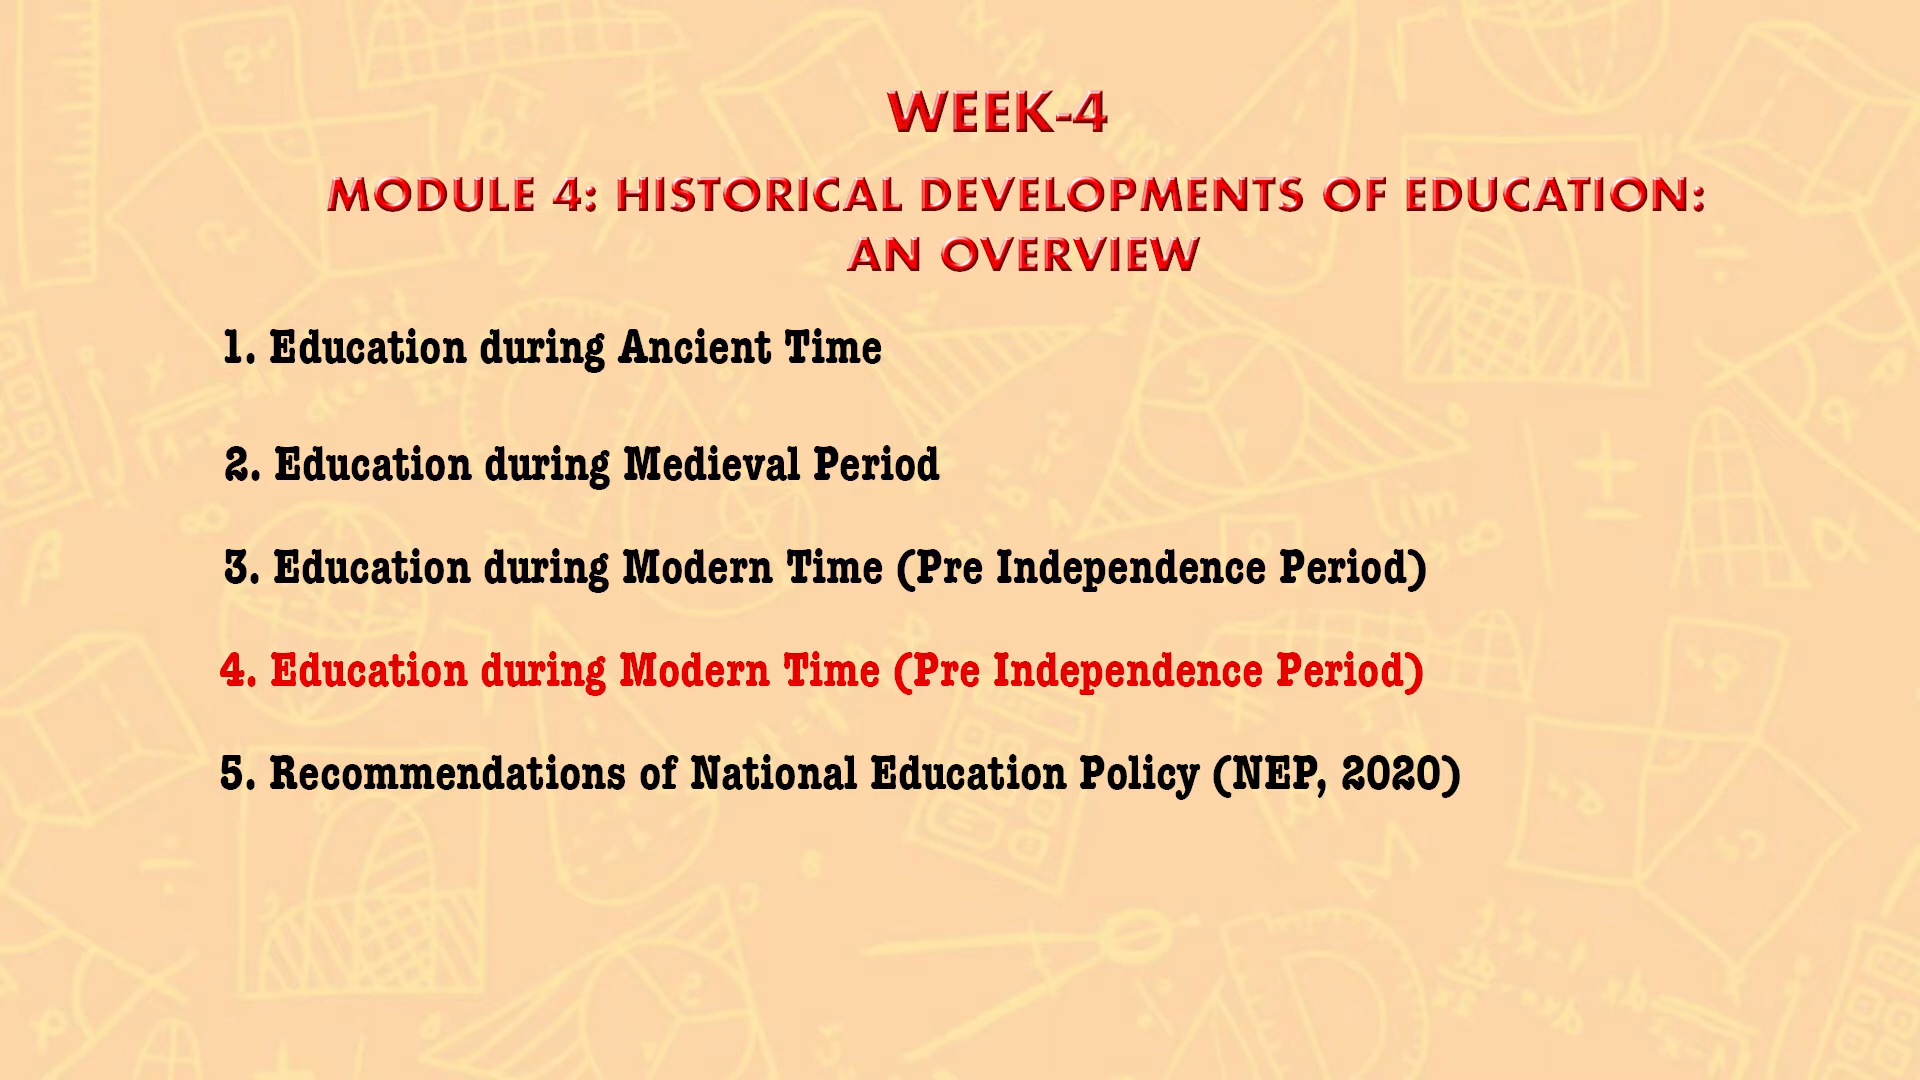 WEEK-4
MODULE 4: HISTORICAL DEVELOPMENTS OF EDUCATION:
AN OVERVIEW
1. Education during Ancient Time
2. Education during Medieval Period
3. Education during Modern Time (Pre Independence Period)
4. Education during Modern Time (Pre Independence Period)
5. Recommendations of National Education Policy (NEP, 2020)